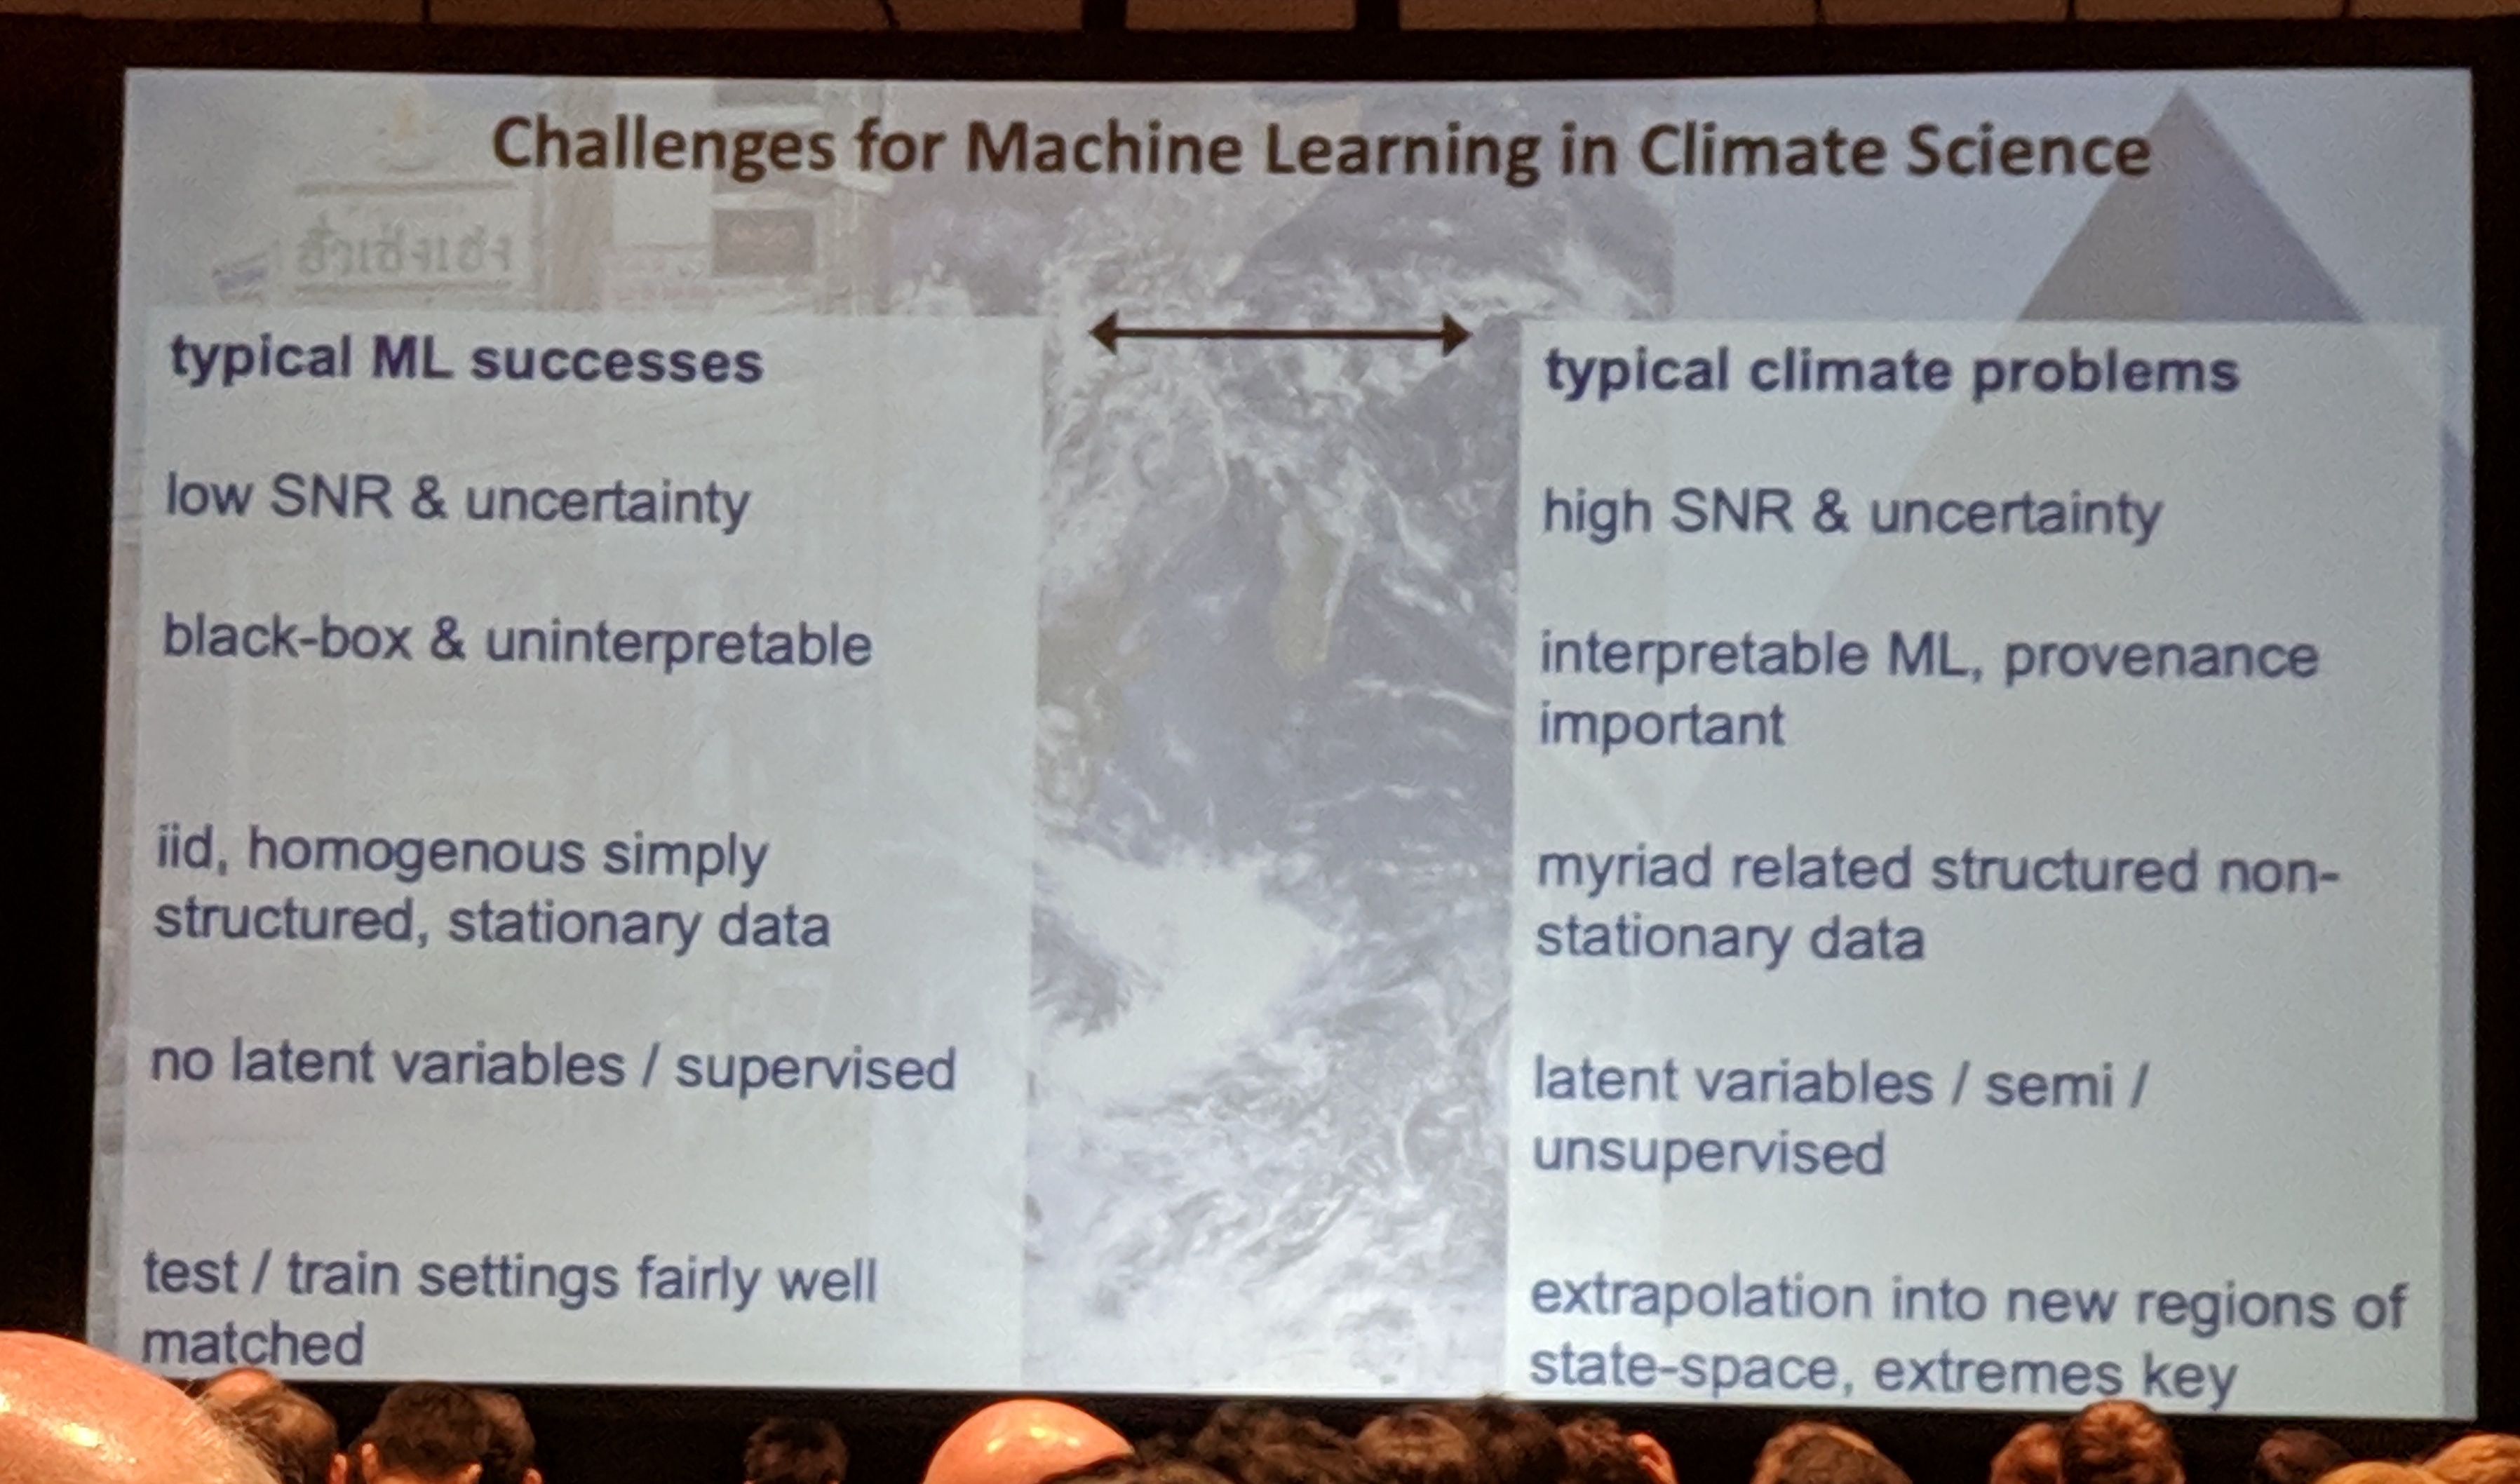 Challenges for Machine Learning in Climate Science
typical ML successes
low SNR & uncertainty
black-box & uninterpretable
iid, homogenous simply
structured, stationary data
no latent variables / supervised
test / train settings fairly well
matched
typical climate problems
high SNR & uncertainty
interpretable ML, provenance
important
myriad related structured non-
stationary data
latent variables / semi /
unsupervised
extrapolation into new regions of
state-space, extremes key